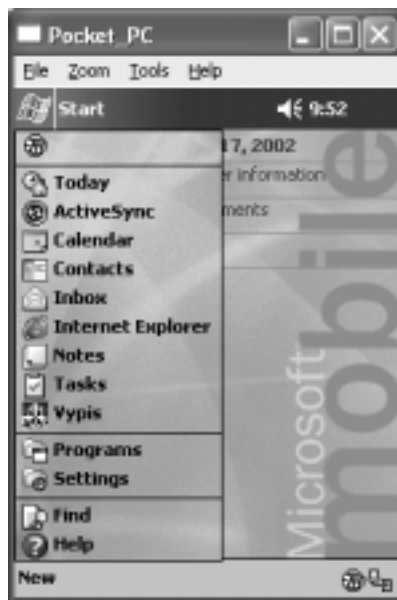 Pocket_PC
File Zoom Tools Help
Start 9:52
17, 2002
Today
er information
ActiveSync
ments
Calendar
Contacts
Inbox
Internet Explorer
Notes
Tasks
Vypis
Programs
Settings
Find
Help
New
Microsoft
mobile